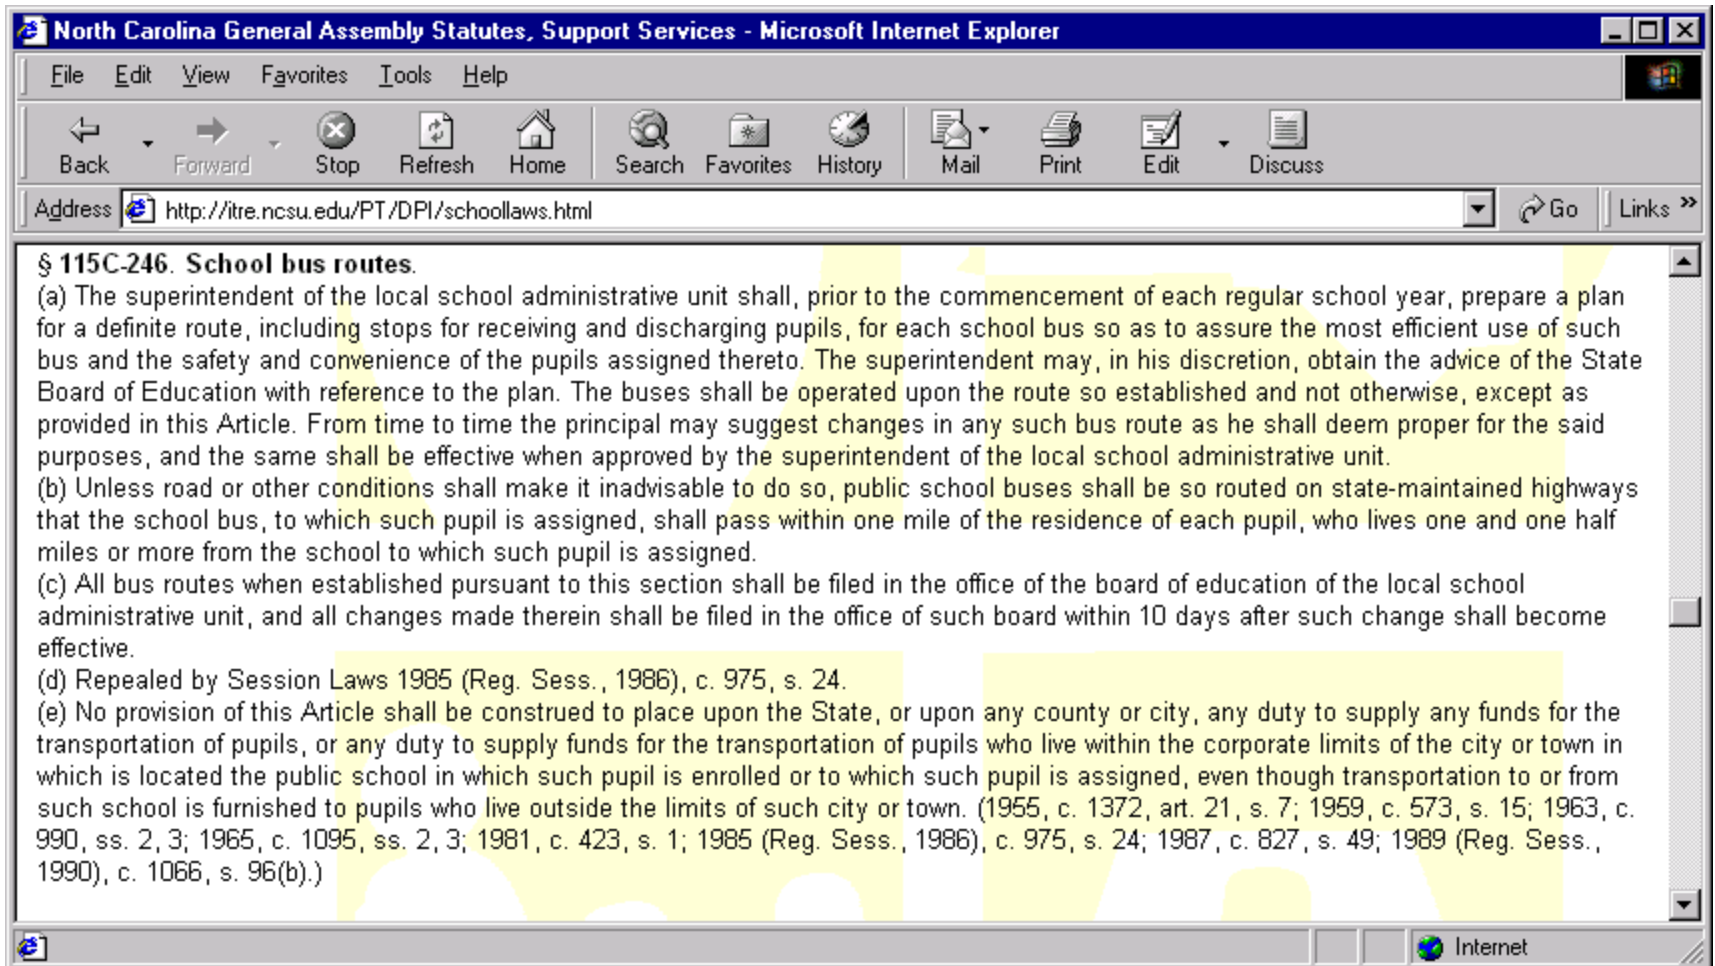 North Carolina General Assembly Statutes, Support Services - Microsoft Internet Explorer
File Edit View Favorites Tools Help
Back Forward Stop Refresh Home Search Favorites History Mail Print Edit Discuss
Address http://itre.ncsu.edu/PT/DPI/schoollaws.html Go Links »
§ 115C-246. School bus routes.
(a) The superintendent of the local school administrative unit shall, prior to the commencement of each regular school year, prepare a plan
for a definite route, including stops for receiving and discharging pupils, for each school bus so as to assure the most efficient use of such
bus and the safety and convenience of the pupils assigned thereto. The superintendent may, in his discretion, obtain the advice of the State
Board of Education with reference to the plan. The buses shall be operated upon the route so established and not otherwise, except as
provided in this Article. From time to time the principal may suggest changes in any such bus route as he shall deem proper for the said
purposes, and the same shall be effective when approved by the superintendent of the local school administrative unit.
(b) Unless road or other conditions shall make it inadvisable to do so, public school buses shall be so routed on state-maintained highways
that the school bus, to which such pupil is assigned, shall pass within one mile of the residence of each pupil, who lives one and one half
miles or more from the school to which such pupil is assigned.
(c) All bus routes when established pursuant to this section shall be filed in the office of the board of education of the local school
administrative unit, and all changes made therein shall be filed in the office of such board within 10 days after such change shall become
effective.
(d) Repealed by Session Laws 1985 (Reg. Sess., 1986), c. 975, s. 24.
(e) No provision of this Article shall be construed to place upon the State, or upon any county or city, any duty to supply any funds for the
transportation of pupils, or any duty to supply funds for the transportation of pupils who live within the corporate limits of the city or town in
which is located the public school in which such pupil is enrolled or to which such pupil is assigned, even though transportation to or from
such school is furnished to pupils who live outside the limits of such city or town. (1955, c. 1372, art. 21, s. 7; 1959, c. 573, s. 15; 1963, c.
990, ss. 2, 3; 1965, c. 1095, ss. 2, 3; 1981, c. 423, s. 1; 1985 (Reg. Sess., 1986), c. 975, s. 24; 1987, c. 827, s. 49; 1989 (Reg. Sess.,
1990), c. 1066, s. 96(b).)
Internet